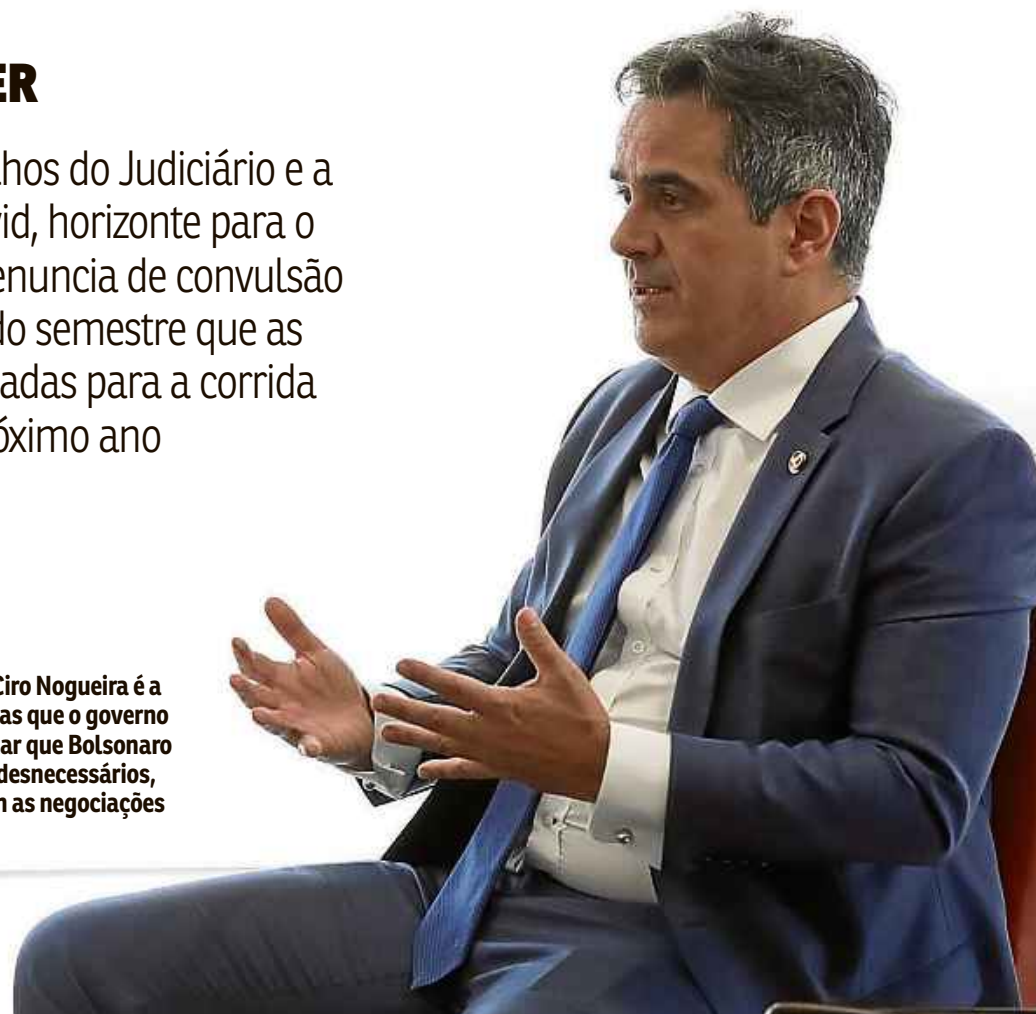 ER
hos do Judiciário e a
vid, horizonte para o
enuncia de convulsão
do semestre que as
adas para a corrida
óximo ano
Ciro Nogueira é a
as que o governo
ar que Bolsonaro
desnecessários,
m as negociações